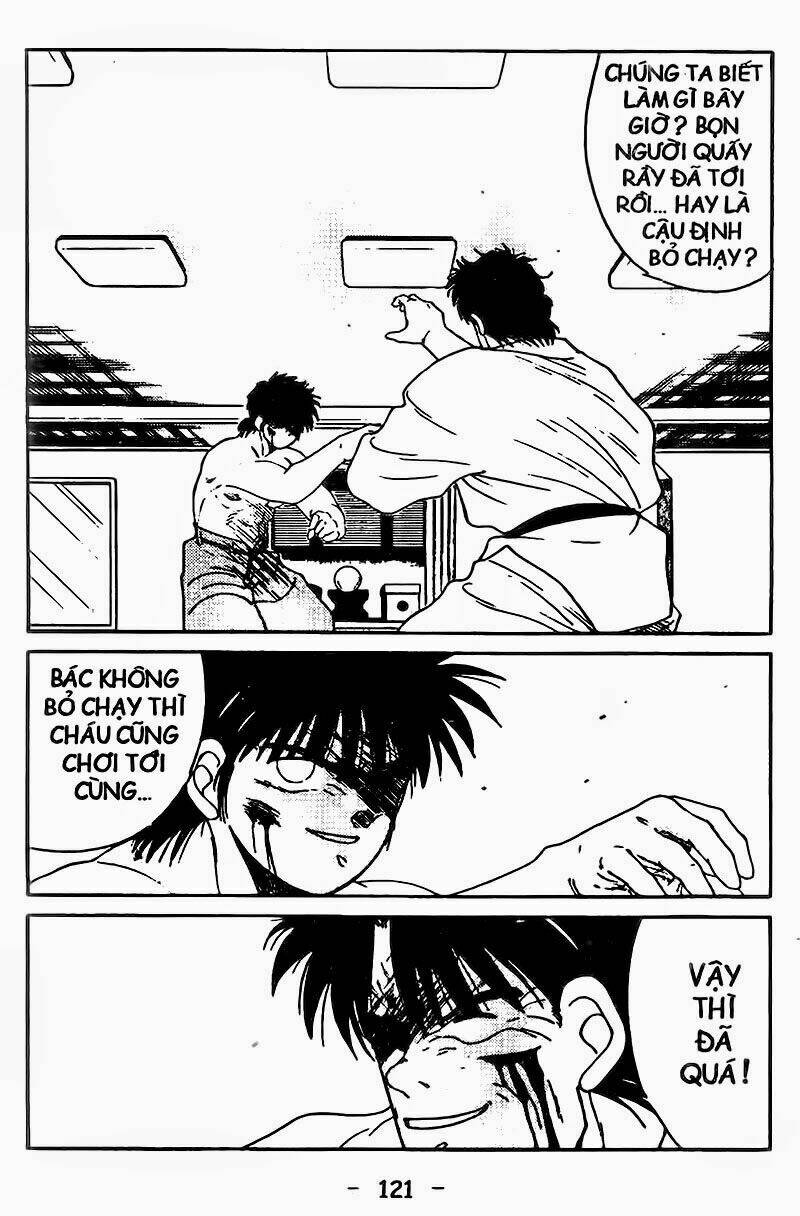 CHÚNG TA BIẾT
LÀM GÌ BÂY
GIỜ? BỌN
NGƯỜI QUẤY
RẦY ĐÃ TỚI
RỒI... HAY LÀ
CẬU ĐỊNH
BỎ CHẠY?
BÁC KHÔNG
BỎ CHẠY THÌ
CHÁU CŨNG
CHƠI TỚI
CÙNG...
VẬY
THÌ
ĐÃ
QUÁ!
- 121 -